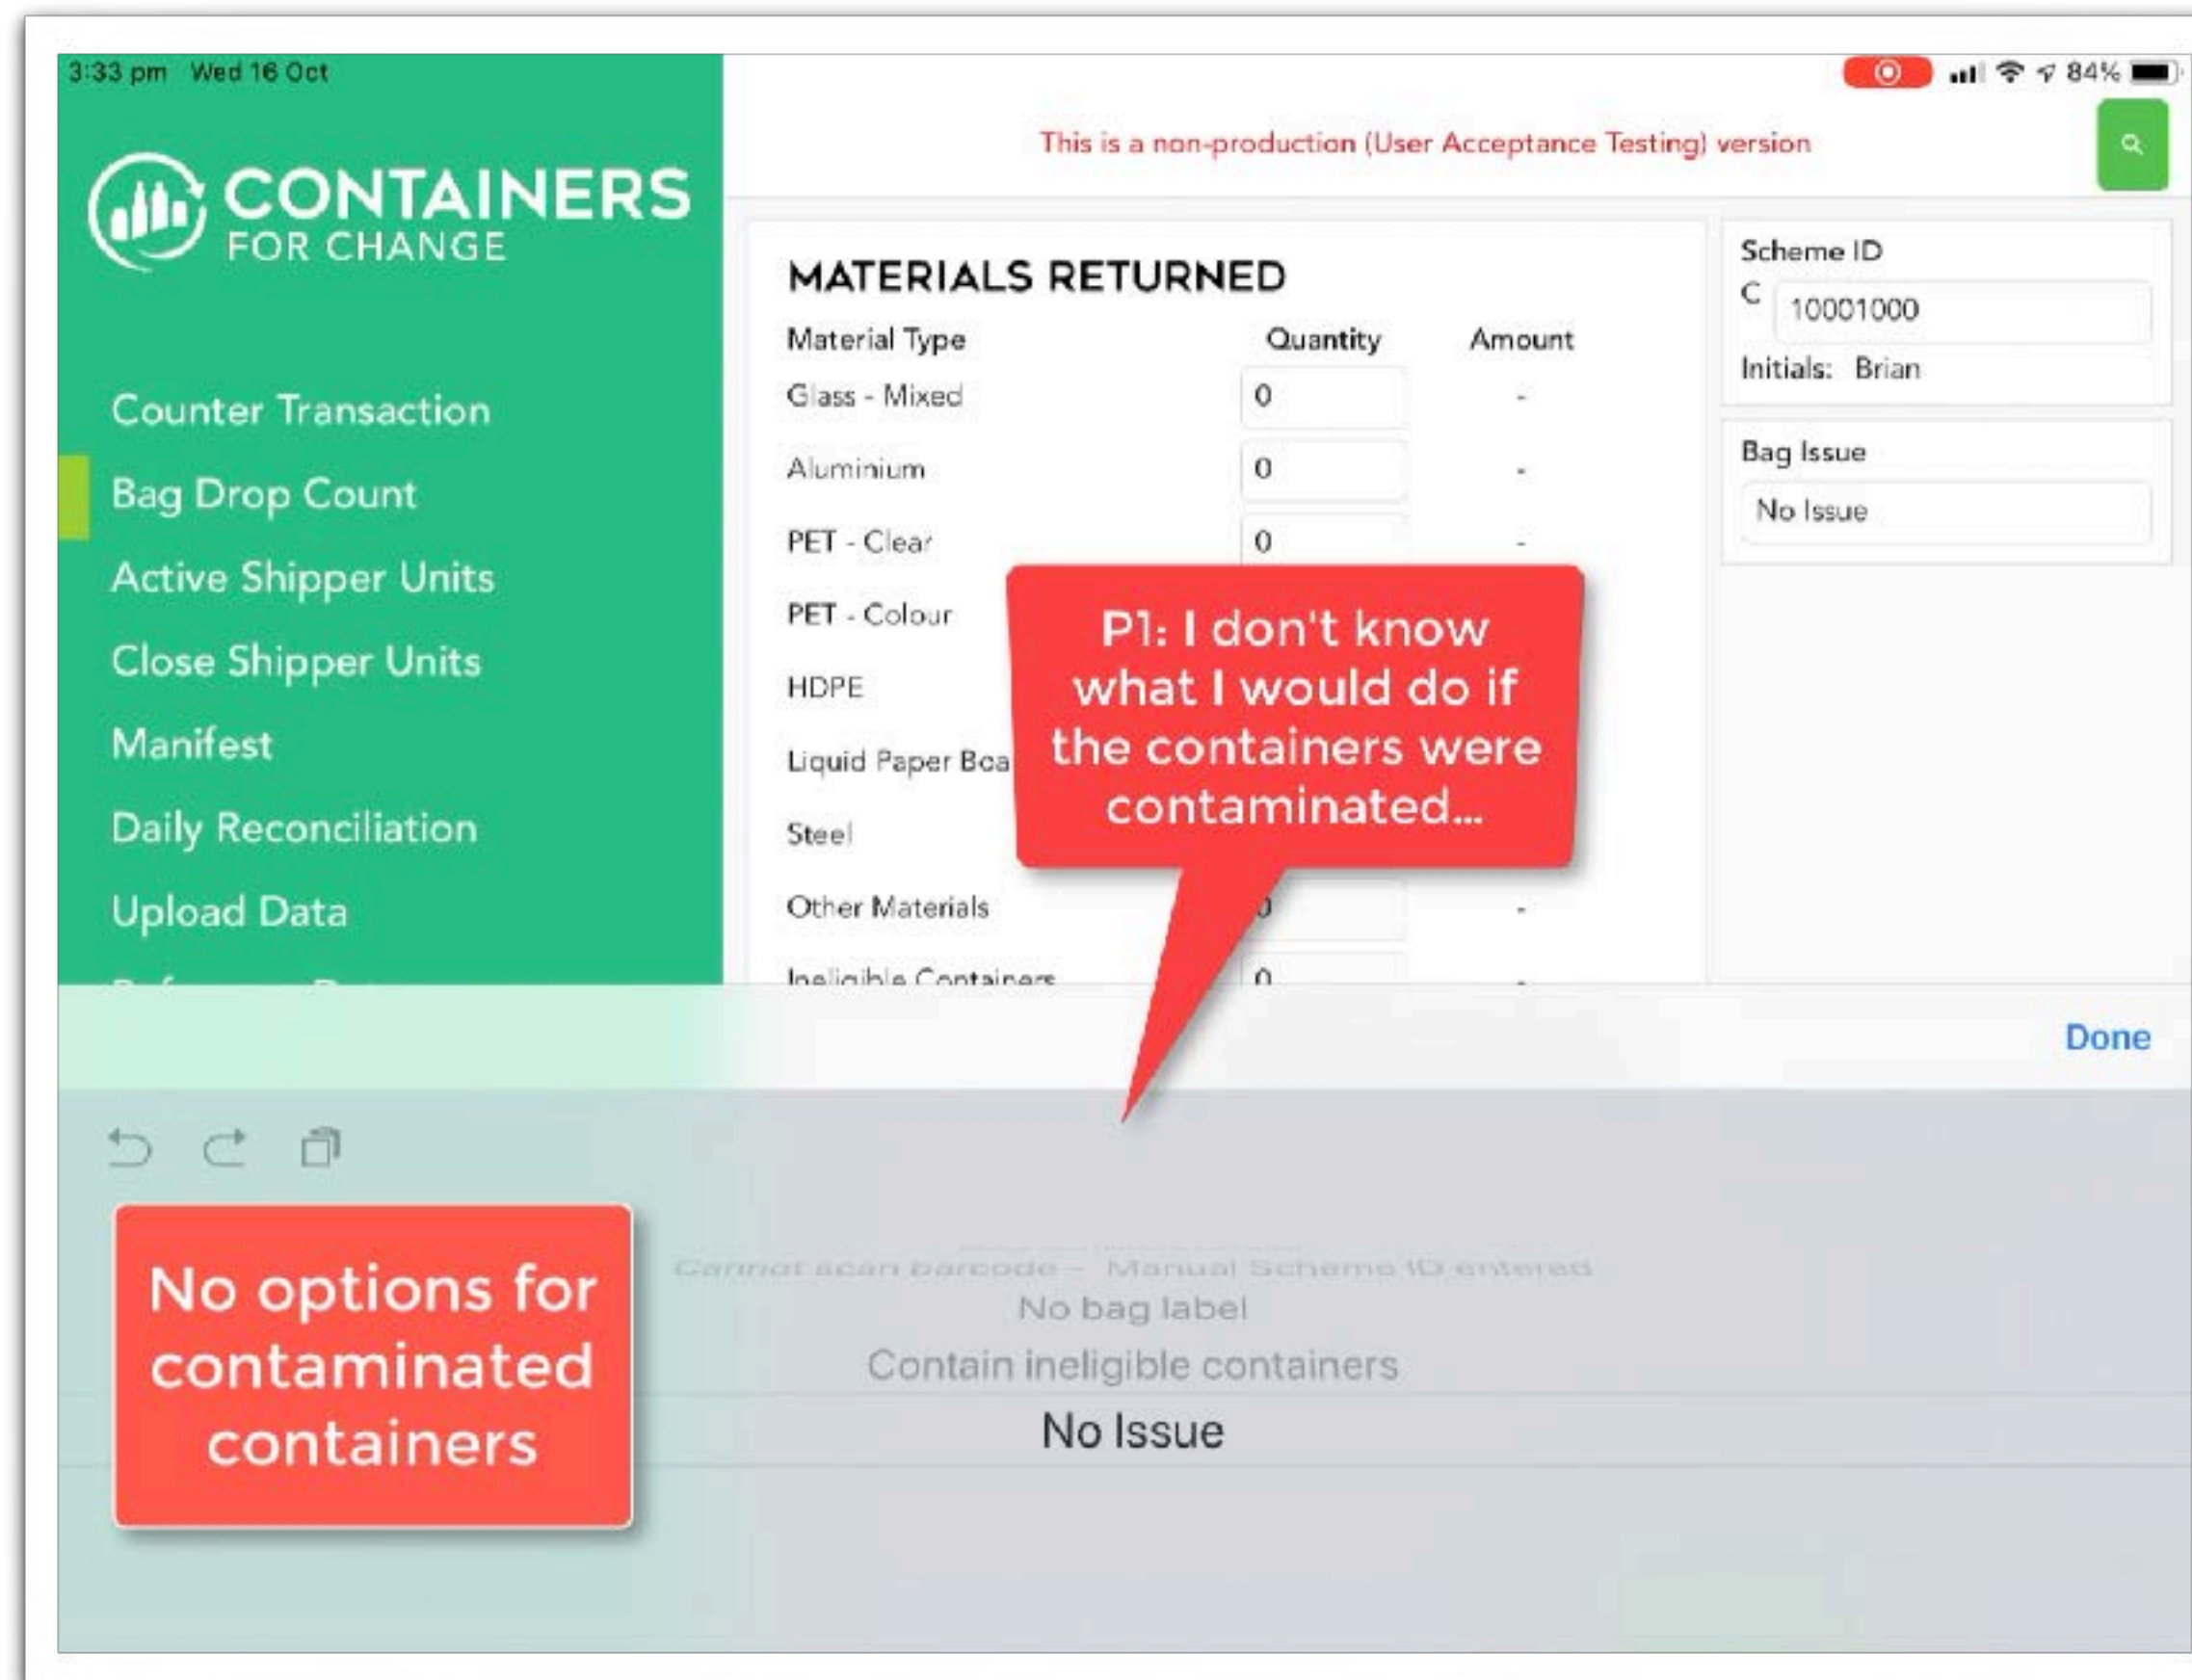 3:33 pm Wed 16 Oct
84%
CONTAINERS
FOR CHANGE
This is a non-production (User Acceptance Testing) version
Counter Transaction
Bag Drop Count
Active Shipper Units
Close Shipper Units
Manifest
Daily Reconciliation
Upload Data
MATERIALS RETURNED
Material Type Quantity Amount
Glass - Mixed 0 -
Aluminium 0 -
PET - Clear 0 -
PET - Colour
HDPE
Liquid Paper Boa
Steel
Other Materials 0 -
Ineligible Containers 0 -
Scheme ID
C 10001000
Initials: Brian
Bag Issue
No Issue
P1: I don't know
what I would do if
the containers were
contaminated...
Done
No options for
contaminated
containers
Cannot scan barcode - Manual Scheme ID entered
No bag label
Contain ineligible containers
No Issue